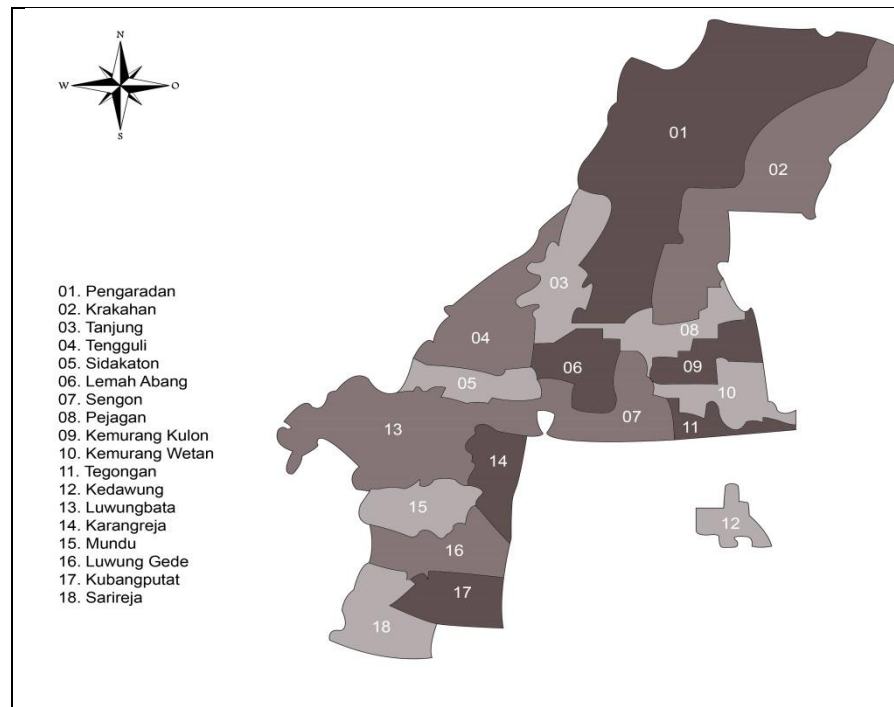 N
W O
S
01
02
03
04
05
06
07
08
09
10
11
12
13
14
15
16
17
18
01. Pengaradan
02. Krakahan
03. Tanjung
04. Tengguli
05. Sidakaton
06. Lemah Abang
07. Sengon
08. Pejagan
09. Kemurang Kulon
10. Kemurang Wetan
11. Tegongan
12. Kedawung
13. Luwungbata
14. Karangreja
15. Mundu
16. Luwung Gede
17. Kubangputat
18. Sarireja